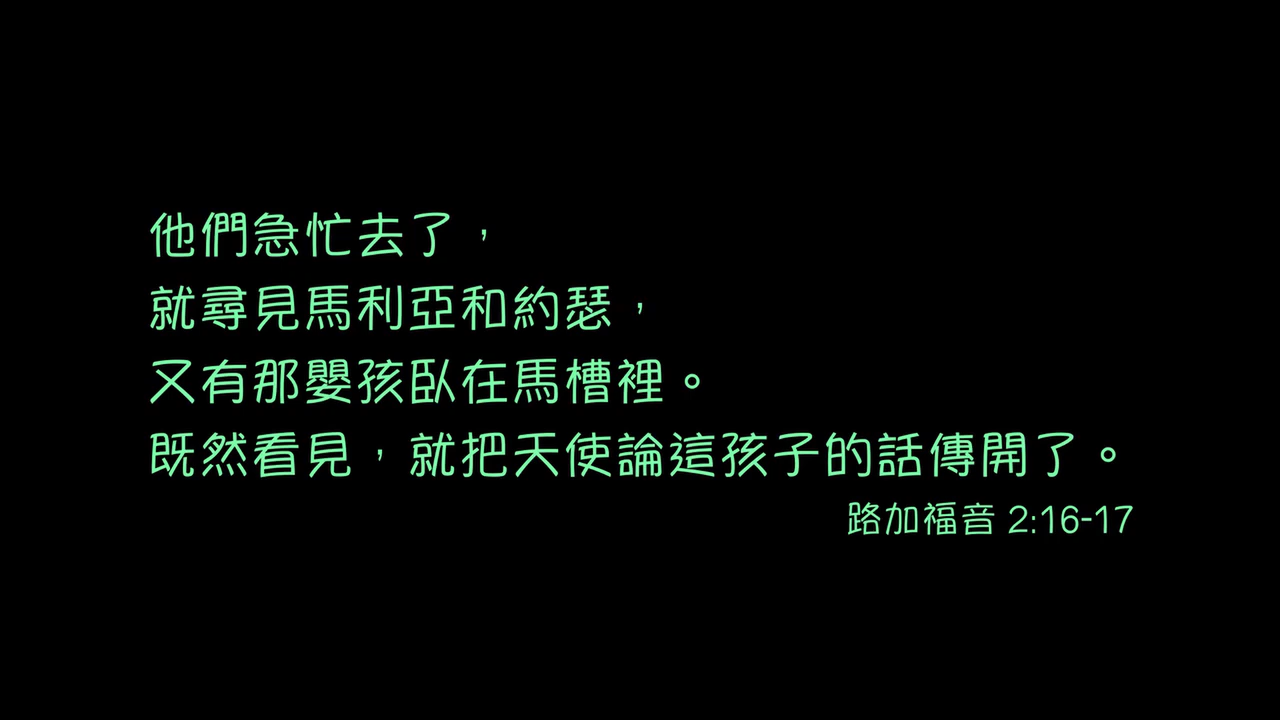 他們急忙去了，
就尋見馬利亞和約瑟，
又有那嬰孩臥在馬槽裡。
既然看見，就把天使論這孩子的話傳開了。
路加福音 2:16-17